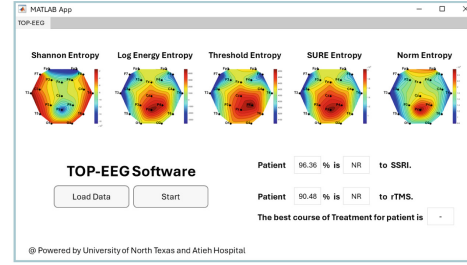 MATLAB App
TOP-EEG
Shannon Entropy Log Energy Entropy Threshold Entropy SURE Entropy Norm Entropy
TOP-EEG Software
Load Data Start
Patient 96.36 % is NR to SSRI.
Patient 90.48 % is NR to rTMS.
The best course of Treatment for patient is -
@ Powered by University of North Texas and Atieh Hospital